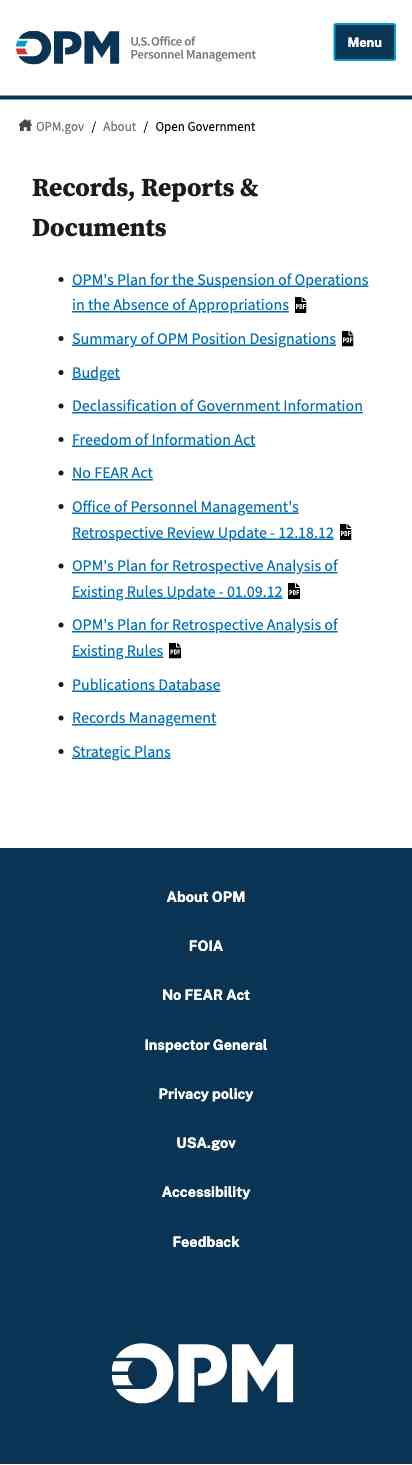 OPM
U.S. Office of
Personnel Management
Menu
OPM.gov / About / Open Government
Records, Reports &
Documents
• OPM's Plan for the Suspension of Operations
in the Absence of Appropriations PDF
• Summary of OPM Position Designations PDF
• Budget
• Declassification of Government Information
• Freedom of Information Act
• No FEAR Act
• Office of Personnel Management's
Retrospective Review Update - 12.18.12 PDF
• OPM's Plan for Retrospective Analysis of
Existing Rules Update - 01.09.12 PDF
• OPM's Plan for Retrospective Analysis of
Existing Rules PDF
• Publications Database
• Records Management
• Strategic Plans
About OPM
FOIA
No FEAR Act
Inspector General
Privacy policy
USA.gov
Accessibility
Feedback
OPM